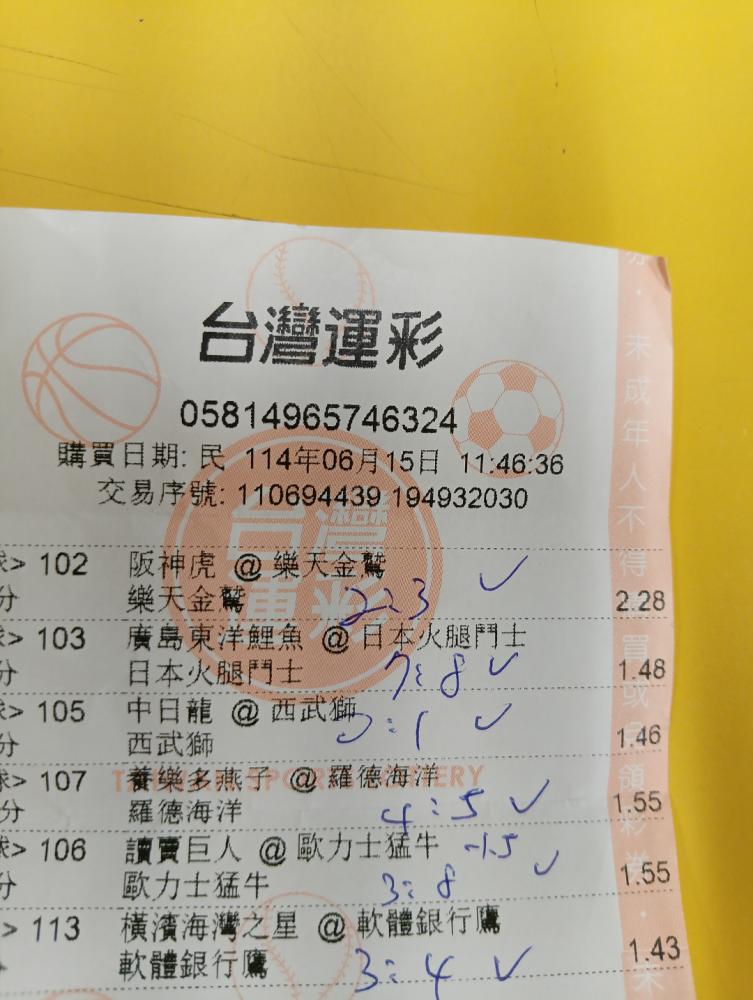 台灣運彩
05814965746324
購買日期: 民 114年06月15日 11:46:36
交易序號: 110694439 194932030
> 102 阪神虎 @ 樂天金鷲
分 樂天金鷲 2:3 ✓ 2.28
> 103 廣島東洋鯉魚 @ 日本火腿鬥士
分 日本火腿鬥士 7:8 ✓ 1.48
> 105 中日龍 @ 西武獅
分 西武獅 0:1 ✓ 1.46
> 107 養樂多燕子 @ 羅德海洋
分 羅德海洋 4:5 ✓ 1.55
> 106 讀賣巨人 @ 歐力士猛牛 -1.5
分 歐力士猛牛 3:8 ✓ 1.55
> 113 橫濱海灣之星 @ 軟體銀行鷹
軟體銀行鷹 3:4 ✓ 1.43
未成年人不得